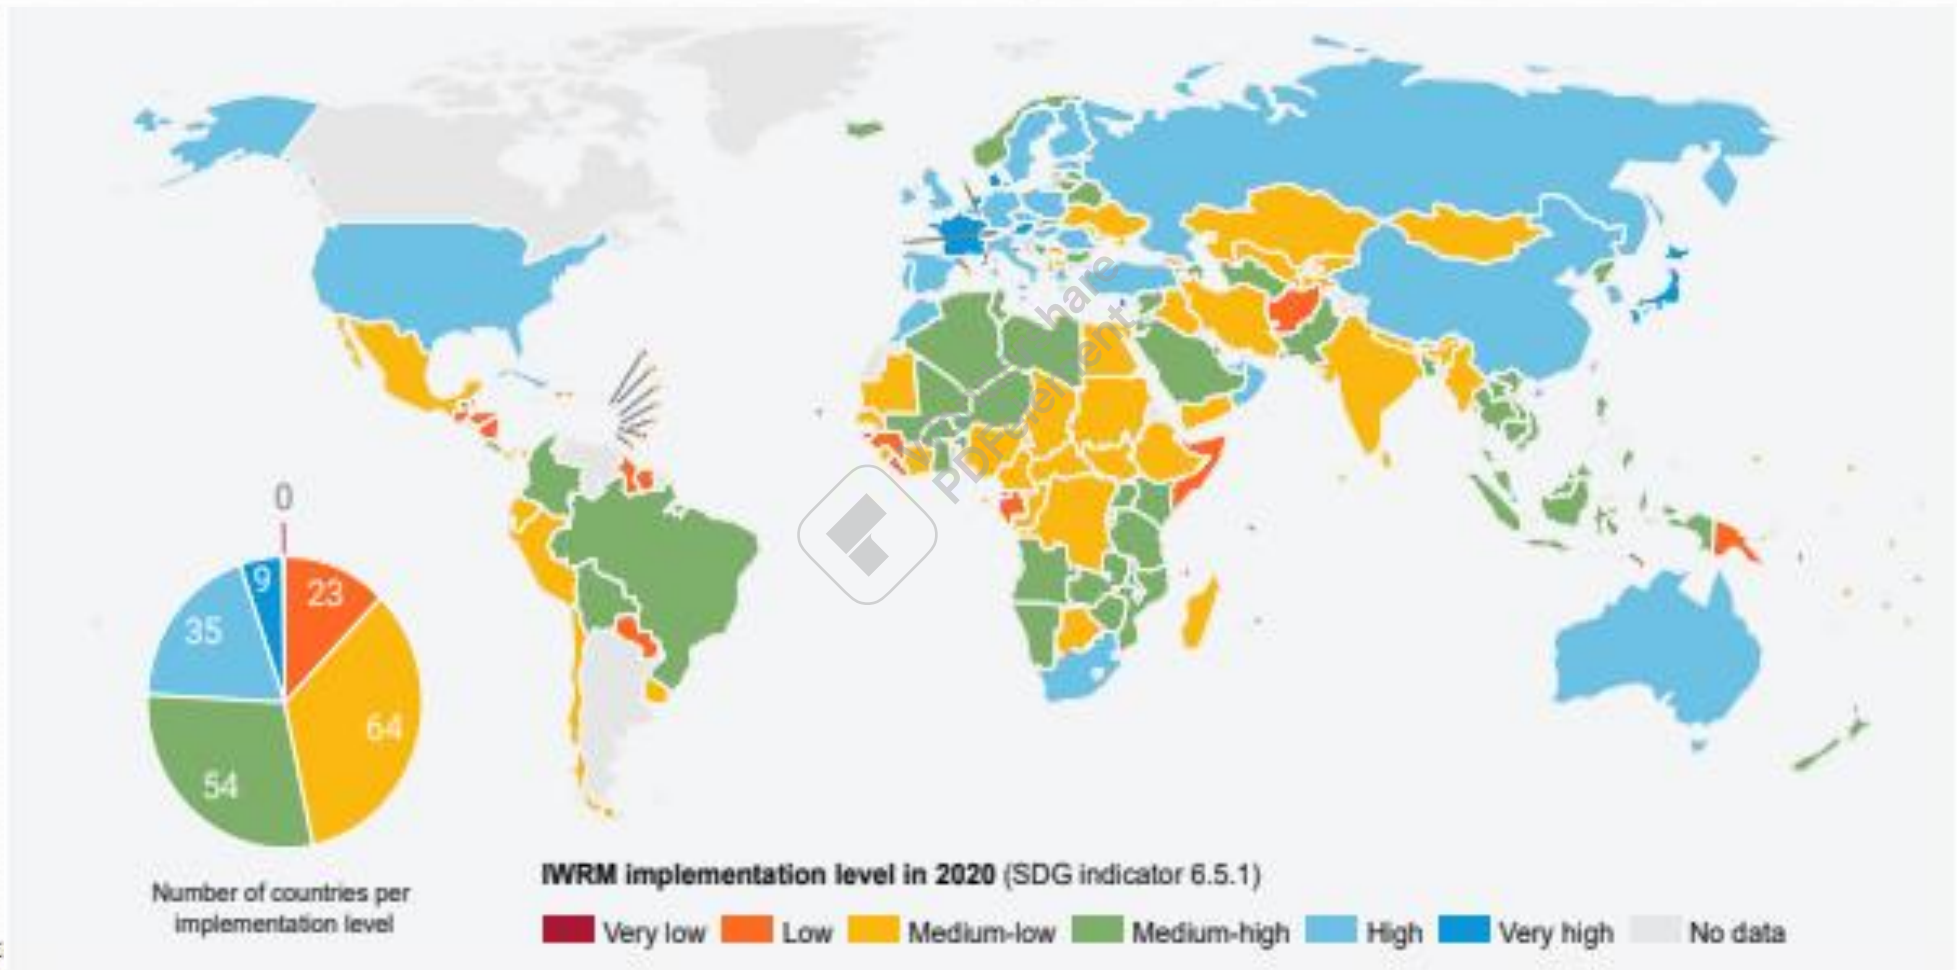 0
9
23
35
64
54
Number of countries per
implementation level
IWRM implementation level in 2020 (SDG indicator 6.5.1)
Very low Low Medium-low Medium-high High Very high No data